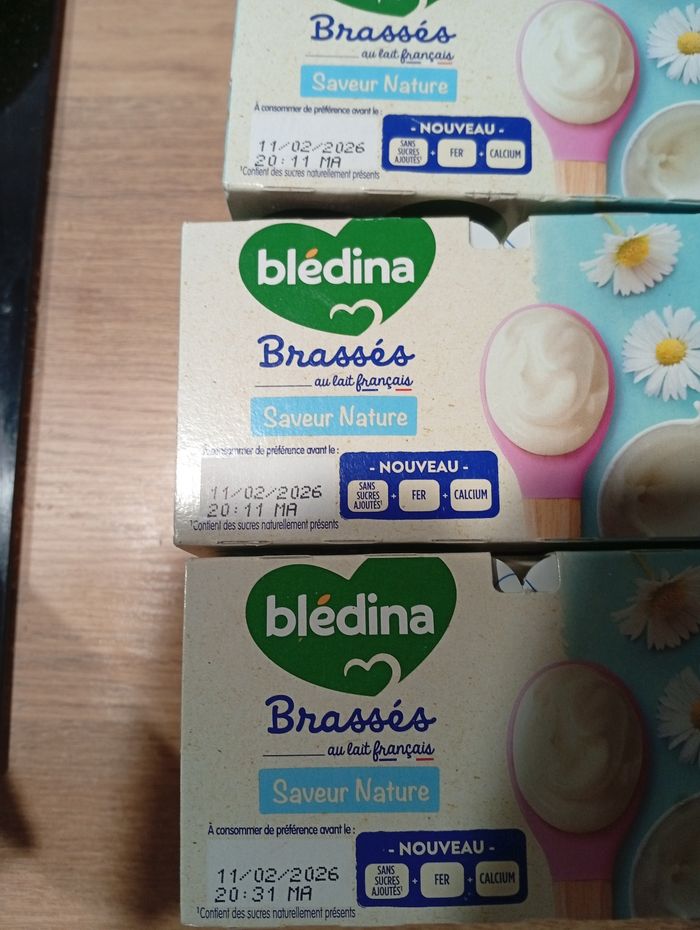 Brassés
au lait français
Saveur Nature
À consommer de préférence avant le :
11/02/2026
20:11 MA
- NOUVEAU -
SANS SUCRES AJOUTÉS¹ + FER + CALCIUM
¹Contient des sucres naturellement présents
blédina
Brassés
au lait français
Saveur Nature
À consommer de préférence avant le :
11/02/2026
20:11 MA
- NOUVEAU -
SANS SUCRES AJOUTÉS¹ + FER + CALCIUM
¹Contient des sucres naturellement présents
blédina
Brassés
au lait français
Saveur Nature
À consommer de préférence avant le :
11/02/2026
20:31 MA
- NOUVEAU -
SANS SUCRES AJOUTÉS¹ + FER + CALCIUM
¹Contient des sucres naturellement présents